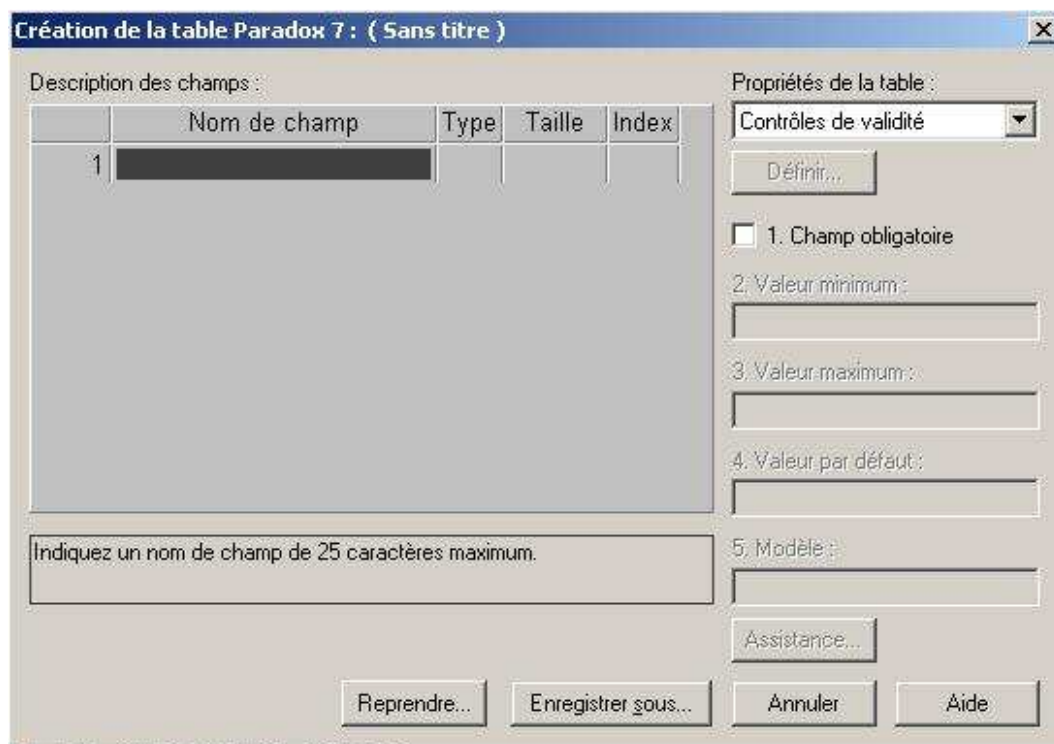 Création de la table Paradox 7 : ( Sans titre )
Description des champs :
Nom de champ Type Taille Index
1
Indiquez un nom de champ de 25 caractères maximum.
Propriétés de la table :
Contrôles de validité
Définir...
1. Champ obligatoire
2. Valeur minimum :
3. Valeur maximum :
4. Valeur par défaut :
5. Modèle :
Assistance...
Reprendre... Enregistrer sous... Annuler Aide